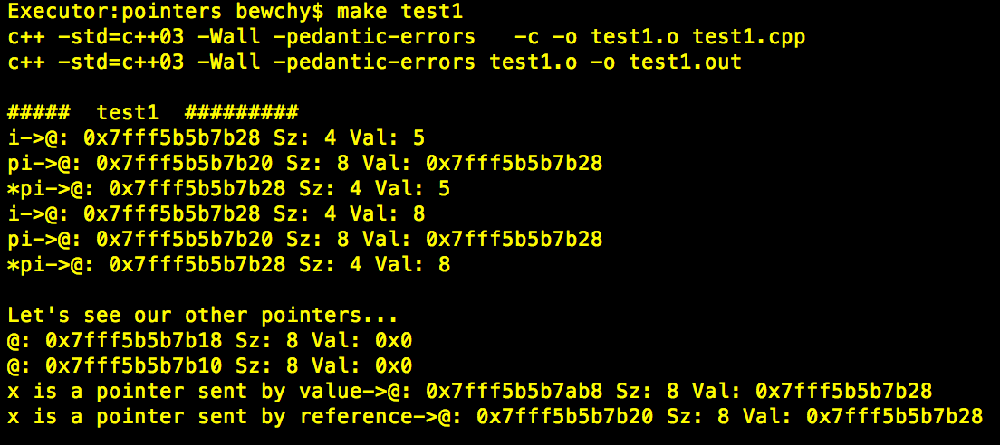 Executor:pointers bewchy$ make test1
c++ -std=c++03 -Wall -pedantic-errors   -c -o test1.o test1.cpp
c++ -std=c++03 -Wall -pedantic-errors test1.o -o test1.out
#####  test1  #########
i->@: 0x7fff5b5b7b28 Sz: 4 Val: 5
pi->@: 0x7fff5b5b7b20 Sz: 8 Val: 0x7fff5b5b7b28
*pi->@: 0x7fff5b5b7b28 Sz: 4 Val: 5
i->@: 0x7fff5b5b7b28 Sz: 4 Val: 8
pi->@: 0x7fff5b5b7b20 Sz: 8 Val: 0x7fff5b5b7b28
*pi->@: 0x7fff5b5b7b28 Sz: 4 Val: 8
Let's see our other pointers...
@: 0x7fff5b5b7b18 Sz: 8 Val: 0x0
@: 0x7fff5b5b7b10 Sz: 8 Val: 0x0
x is a pointer sent by value->@: 0x7fff5b5b7ab8 Sz: 8 Val: 0x7fff5b5b7b28
x is a pointer sent by reference->@: 0x7fff5b5b7b20 Sz: 8 Val: 0x7fff5b5b7b28